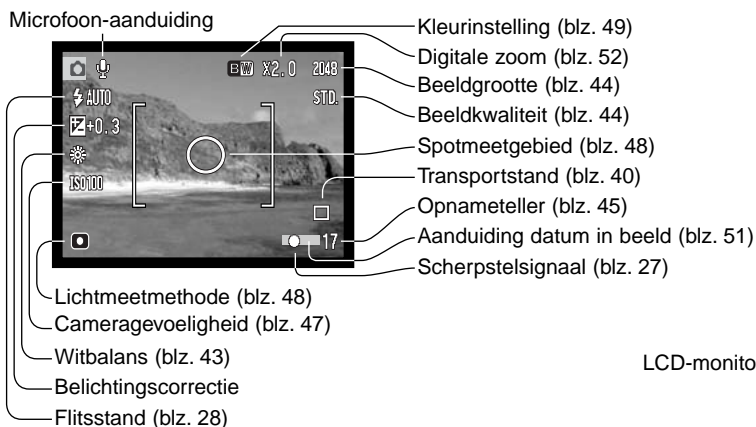 Microfoon-aanduiding
Kleurinstelling (blz. 49)
Digitale zoom (blz. 52)
Beeldgrootte (blz. 44)
Beeldkwaliteit (blz. 44)
Spotmeetgebied (blz. 48)
Transportstand (blz. 40)
Opnameteller (blz. 45)
Aanduiding datum in beeld (blz. 51)
Scherpstelsignaal (blz. 27)
BW X2.0 2048
AUTO STD.
+0.3
ISO100
17
Lichtmeetmethode (blz. 48)
Cameragevoeligheid (blz. 47)
Witbalans (blz. 43)
Belichtingscorrectie
Flitsstand (blz. 28)
LCD-monito